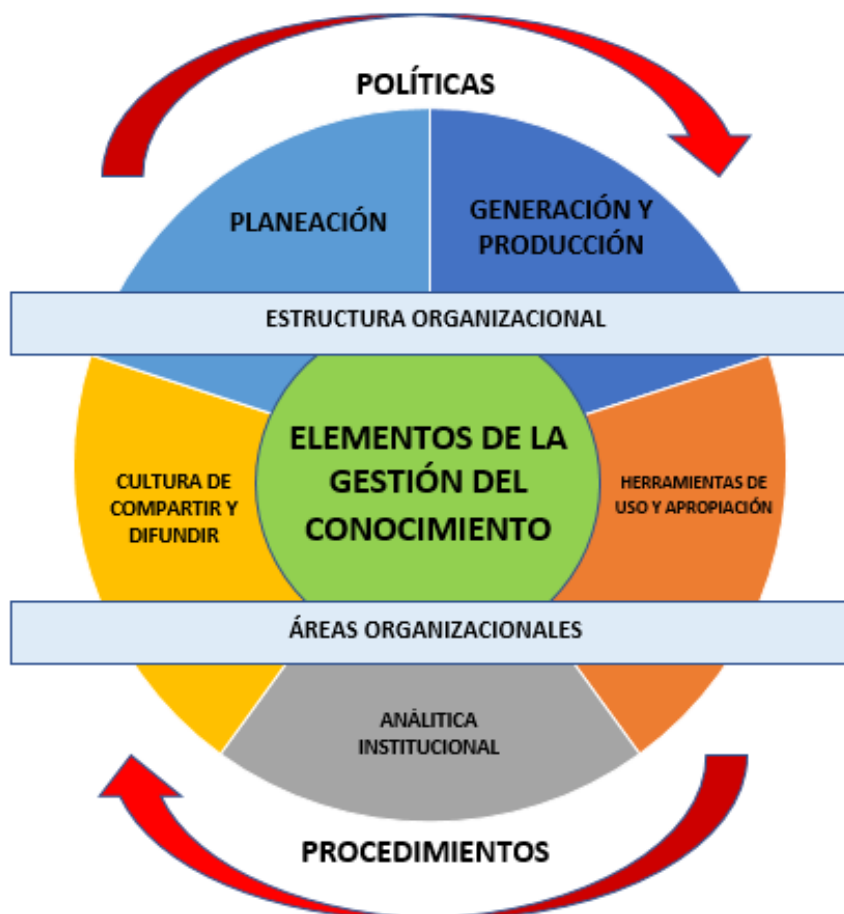 POLÍTICAS
PLANEACIÓN
GENERACIÓN Y
PRODUCCIÓN
ESTRUCTURA ORGANIZACIONAL
ELEMENTOS DE LA
GESTIÓN DEL
CONOCIMIENTO
CULTURA DE
COMPARTIR Y
DIFUNDIR
HERRAMIENTAS DE
USO Y APROPIACIÓN
ÁREAS ORGANIZACIONALES
ANÁLITICA
INSTITUCIONAL
PROCEDIMIENTOS